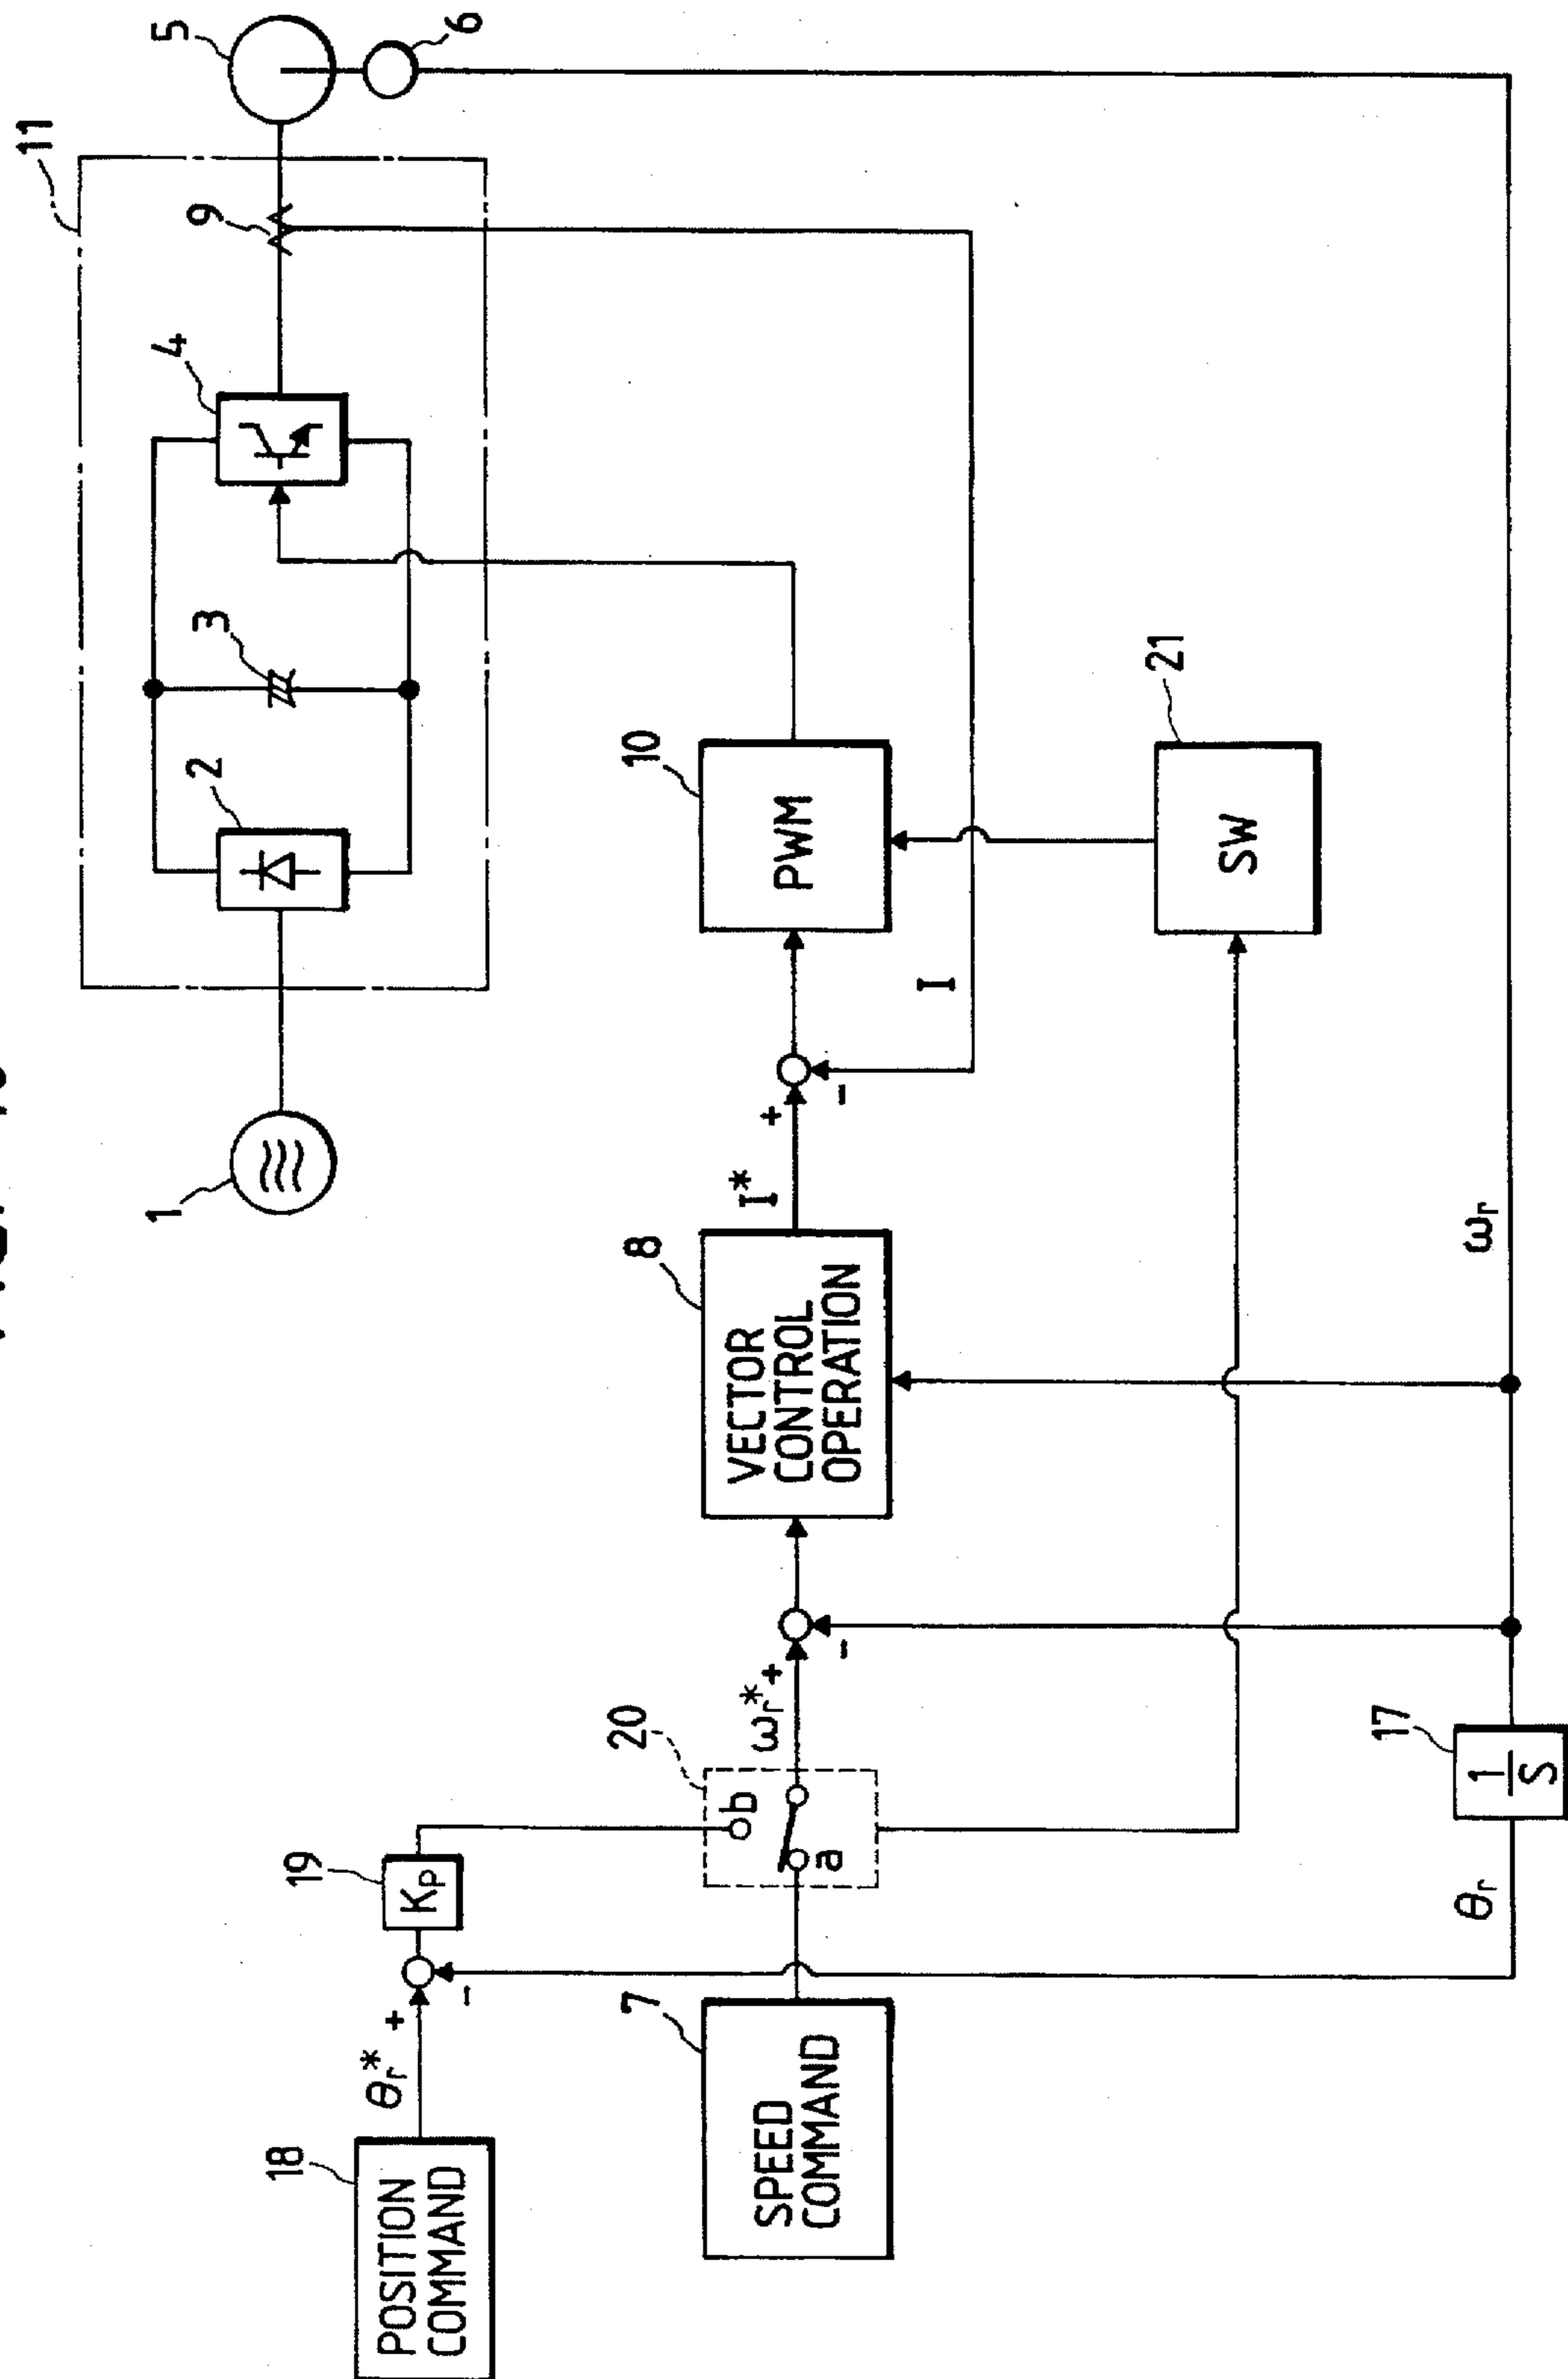 11
5
6
9
4
3
2
1
10
PWM
21
SW
I
+
-
I*
8
VECTOR
CONTROL
OPERATION
ωr
ωr*
+
-
20
b
a
19
Kp
17
1
S
θr
θr*
+
-
18
POSITION
COMMAND
7
SPEED
COMMAND